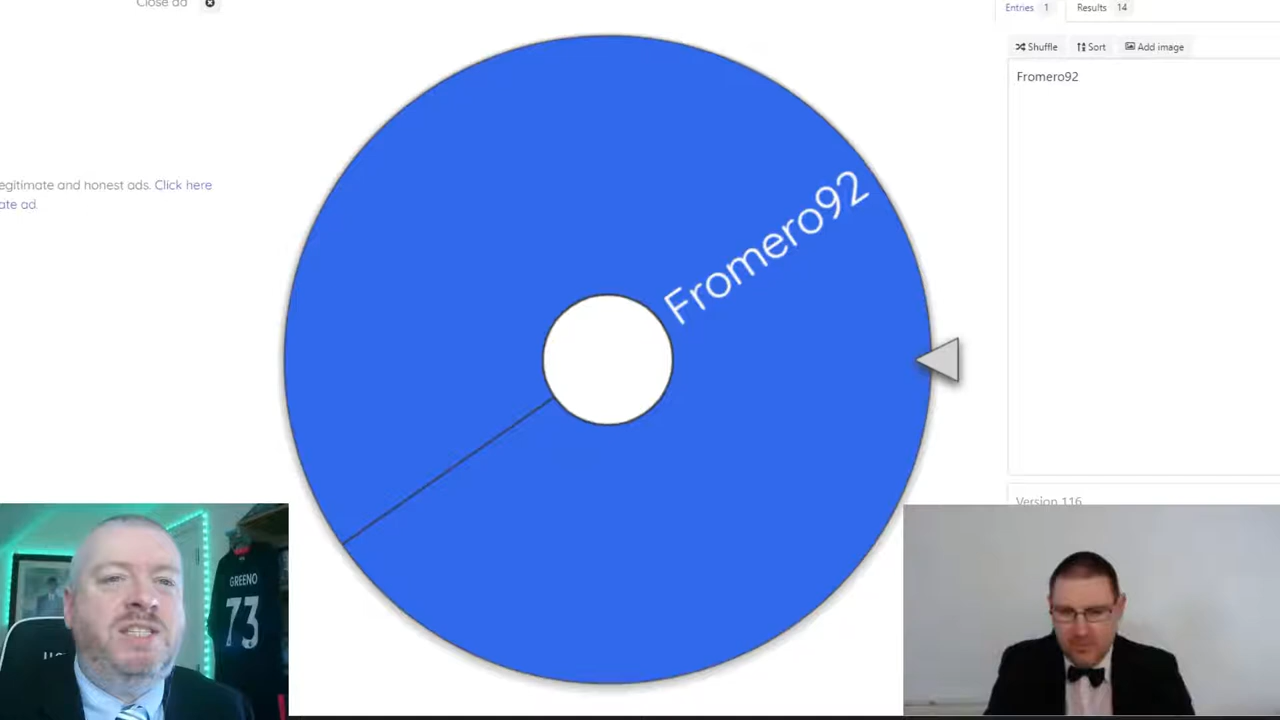 Close ad
Entries 1
Results 14
Shuffle
Sort
Add image
Fromero92
egitimate and honest ads. Click here
ate ad.
Fromero92
Version 116
GREENO
73